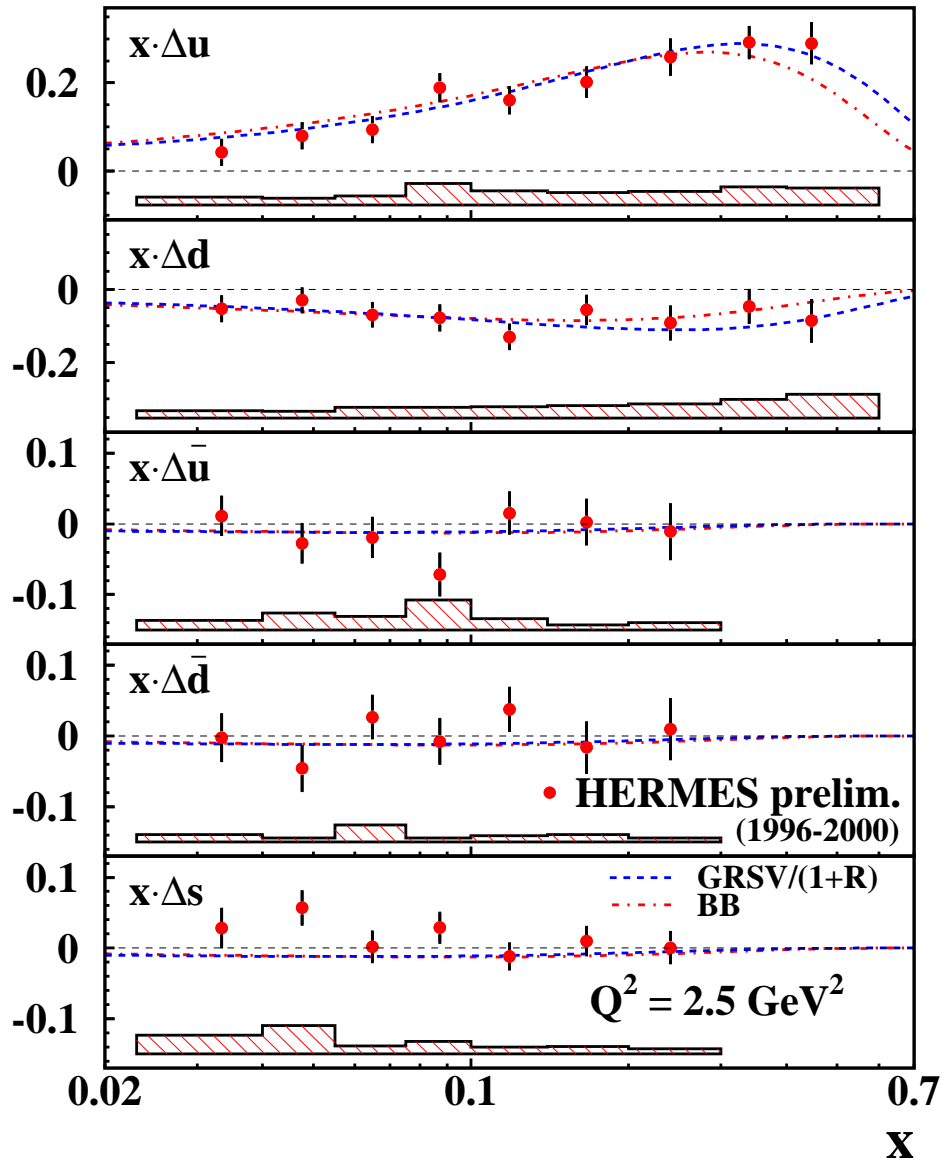 x·Δu
0.2
0
x·Δd
0
-0.2
x·Δū
0.1
0
-0.1
x·Δd̄
0.1
0
-0.1
HERMES prelim.
(1996-2000)
x·Δs
0.1
0
-0.1
GRSV/(1+R)
BB
Q² = 2.5 GeV²
0.02 0.1 0.7
x